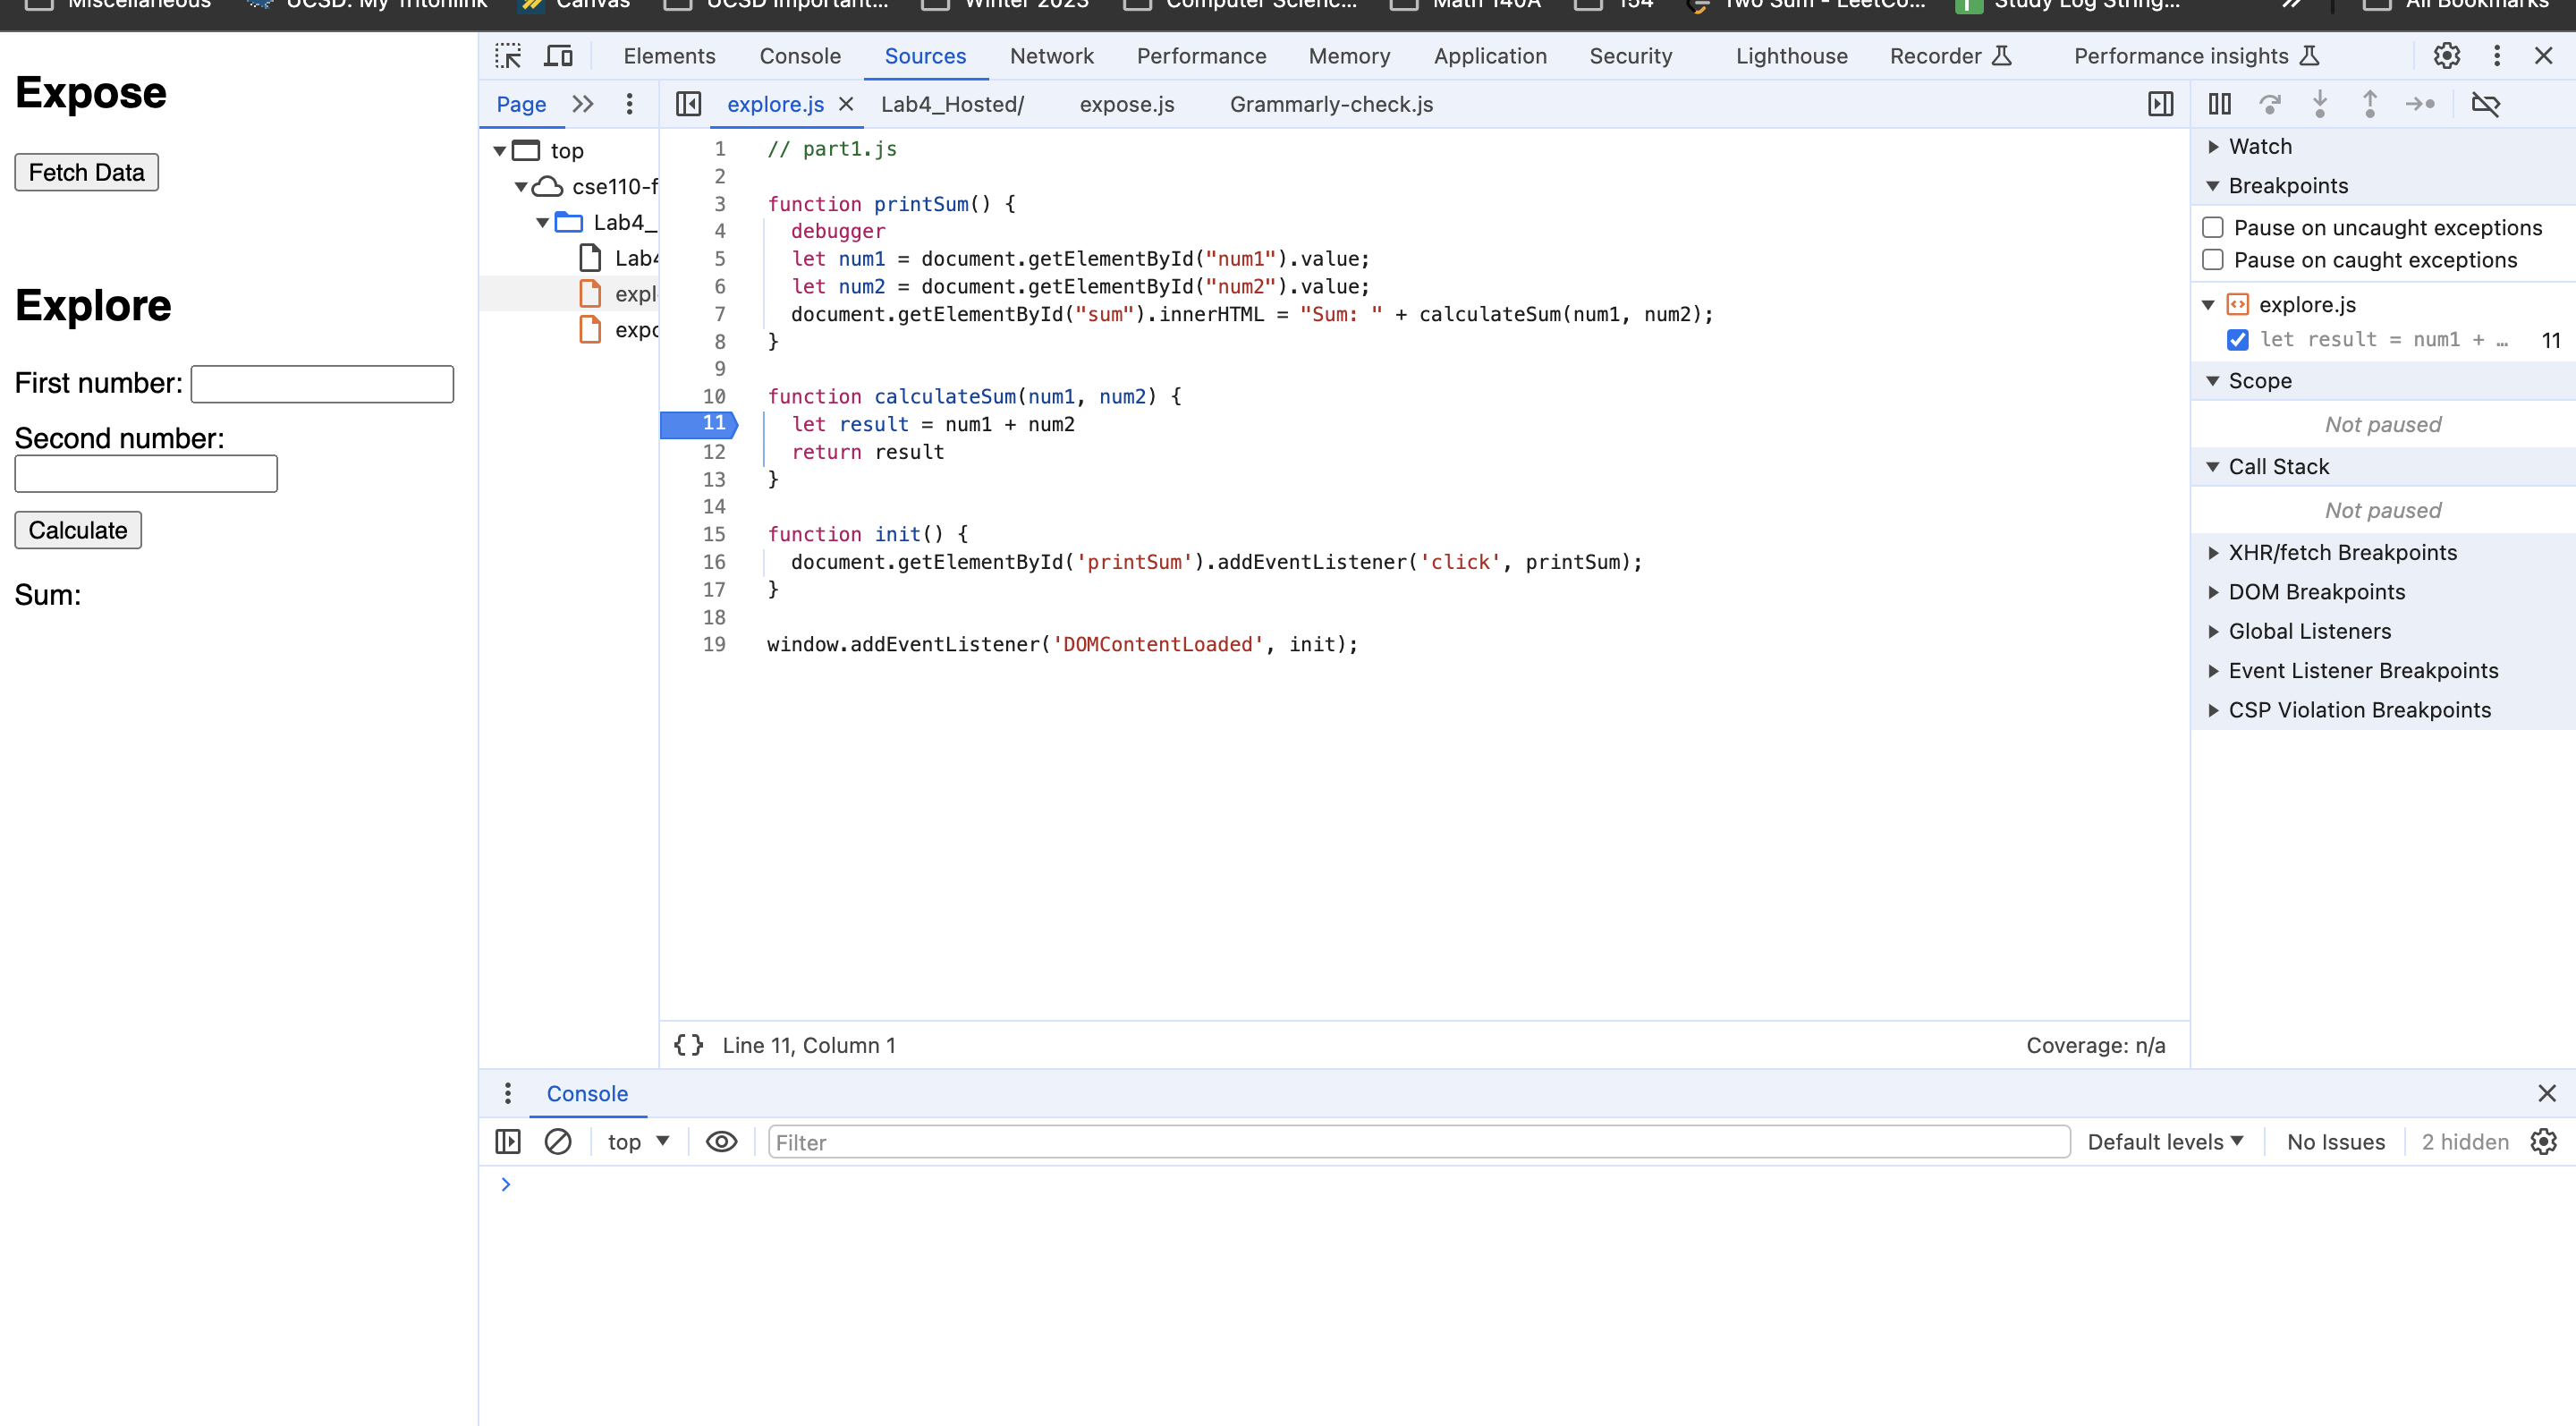 Miscellaneous UCSD: My Tritonlink Canvas UCSD Important... Winter 2023 Computer Scienc... Math 140A 154 Two Sum - LeetCo... Study Log String... » All Bookmarks
Elements Console Sources Network Performance Memory Application Security Lighthouse Recorder Performance insights
Page explore.js Lab4_Hosted/ expose.js Grammarly-check.js
Expose
Fetch Data
Explore
First number:
Second number:
Calculate
Sum:
top
cse110-f
Lab4_
Lab4
expl
expo
1 // part1.js
2
3 function printSum() {
4 debugger
5 let num1 = document.getElementById("num1").value;
6 let num2 = document.getElementById("num2").value;
7 document.getElementById("sum").innerHTML = "Sum: " + calculateSum(num1, num2);
8 }
9
10 function calculateSum(num1, num2) {
11 let result = num1 + num2
12 return result
13 }
14
15 function init() {
16 document.getElementById('printSum').addEventListener('click', printSum);
17 }
18
19 window.addEventListener('DOMContentLoaded', init);
{} Line 11, Column 1 Coverage: n/a
Watch
Breakpoints
Pause on uncaught exceptions
Pause on caught exceptions
explore.js
let result = num1 + … 11
Scope
Not paused
Call Stack
Not paused
XHR/fetch Breakpoints
DOM Breakpoints
Global Listeners
Event Listener Breakpoints
CSP Violation Breakpoints
Console
top Filter Default levels No Issues 2 hidden